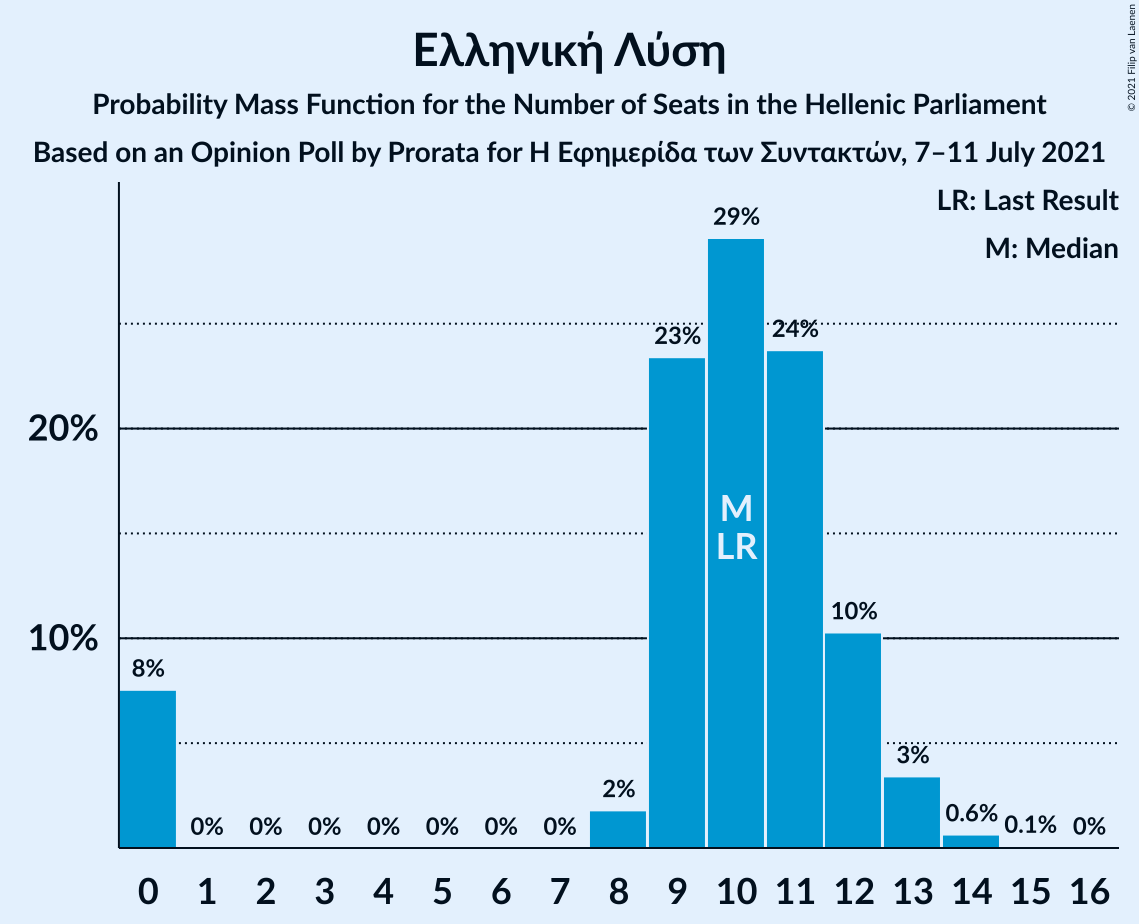 Ελληνική Λύση
Probability Mass Function for the Number of Seats in the Hellenic Parliament
Based on an Opinion Poll by Prorata for Η Εφημερίδα των Συντακτών, 7–11 July 2021
© 2021 Filip van Laenen
LR: Last Result
M: Median
29%
23%
24%
20%
M
LR
10%
10%
8%
3%
2%
0.6%
0.1%
0%
0%
0%
0%
0%
0%
0%
0%
0 1 2 3 4 5 6 7 8 9 10 11 12 13 14 15 16